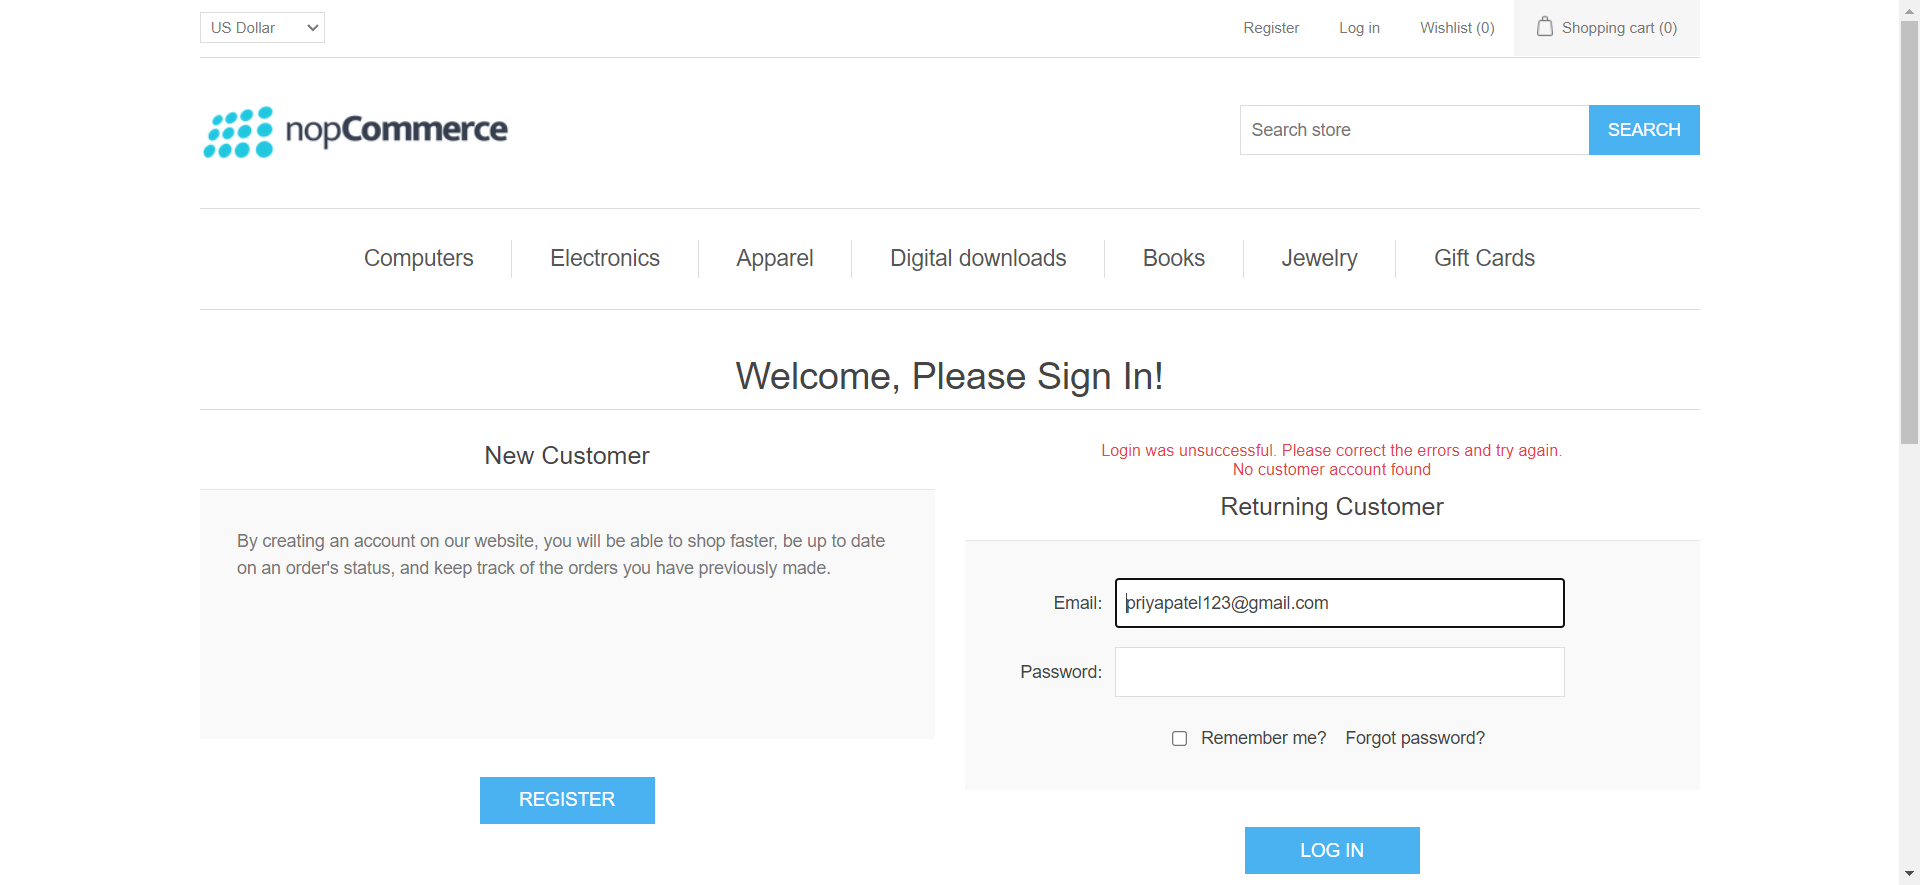 US Dollar
Register
Log in
Wishlist (0)
Shopping cart (0)
nopCommerce
Search store
SEARCH
Computers
Electronics
Apparel
Digital downloads
Books
Jewelry
Gift Cards
Welcome, Please Sign In!
New Customer
By creating an account on our website, you will be able to shop faster, be up to date
on an order's status, and keep track of the orders you have previously made.
REGISTER
Login was unsuccessful. Please correct the errors and try again.
No customer account found
Returning Customer
Email:
priyapatel123@gmail.com
Password:
Remember me?
Forgot password?
LOG IN